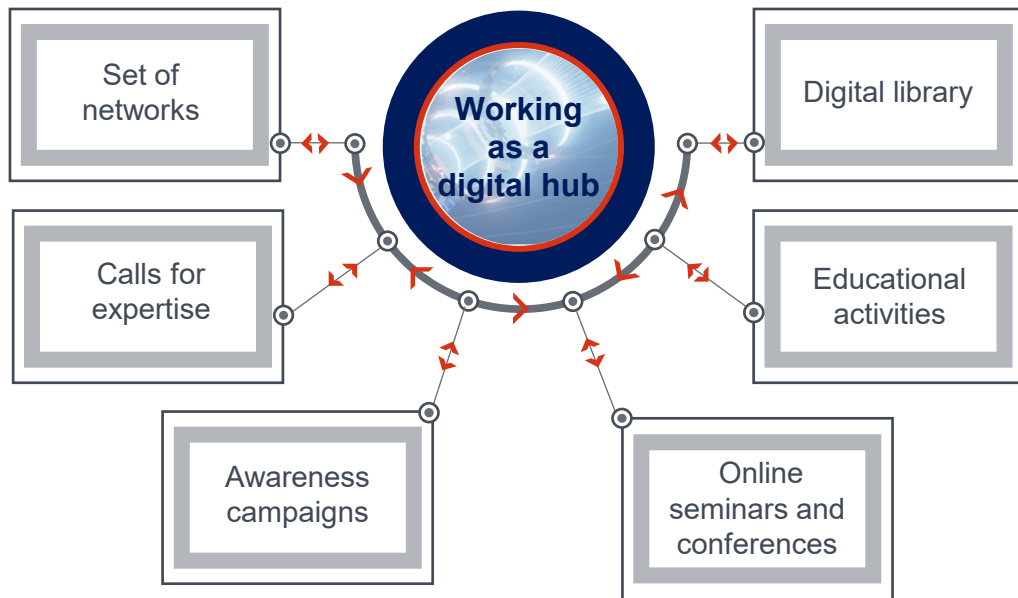 Working
as a
digital hub
Set of
networks
Calls for
expertise
Awareness
campaigns
Online
seminars and
conferences
Educational
activities
Digital library